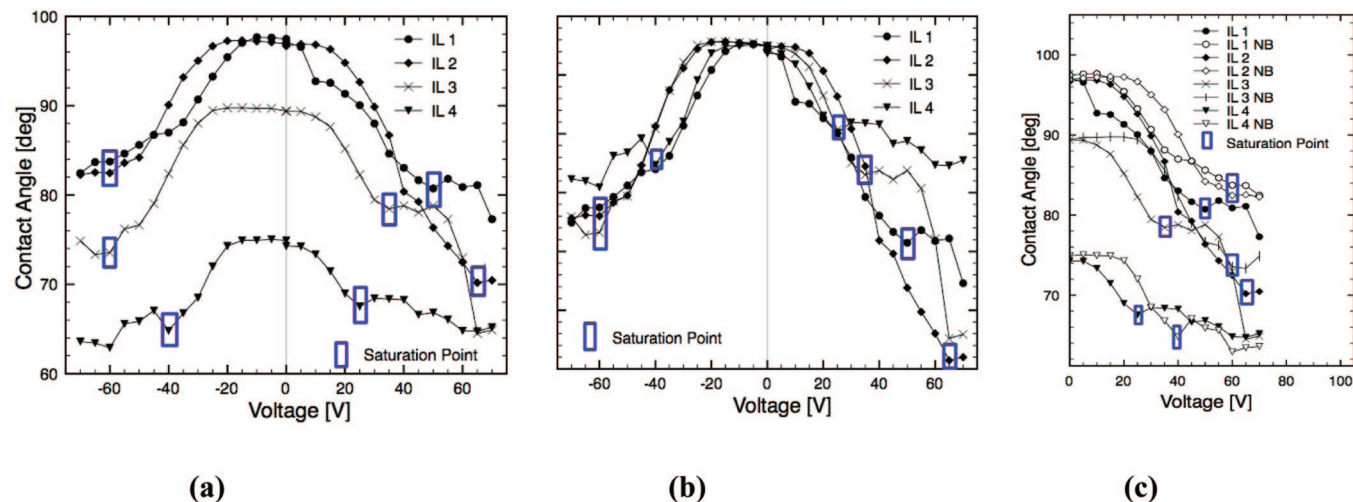 100
90
80
70
60
Contact Angle [deg]
-60 -40 -20 0 20 40 60
Voltage [V]
IL 1
IL 2
IL 3
IL 4
Saturation Point
(a)
IL 1
IL 2
IL 3
IL 4
Saturation Point
-60 -40 -20 0 20 40 60
Voltage [V]
(b)
100
90
80
70
Contact Angle [deg]
IL 1
IL 1 NB
IL 2
IL 2 NB
IL 3
IL 3 NB
IL 4
IL 4 NB
Saturation Point
0 20 40 60 80 100
Voltage [V]
(c)